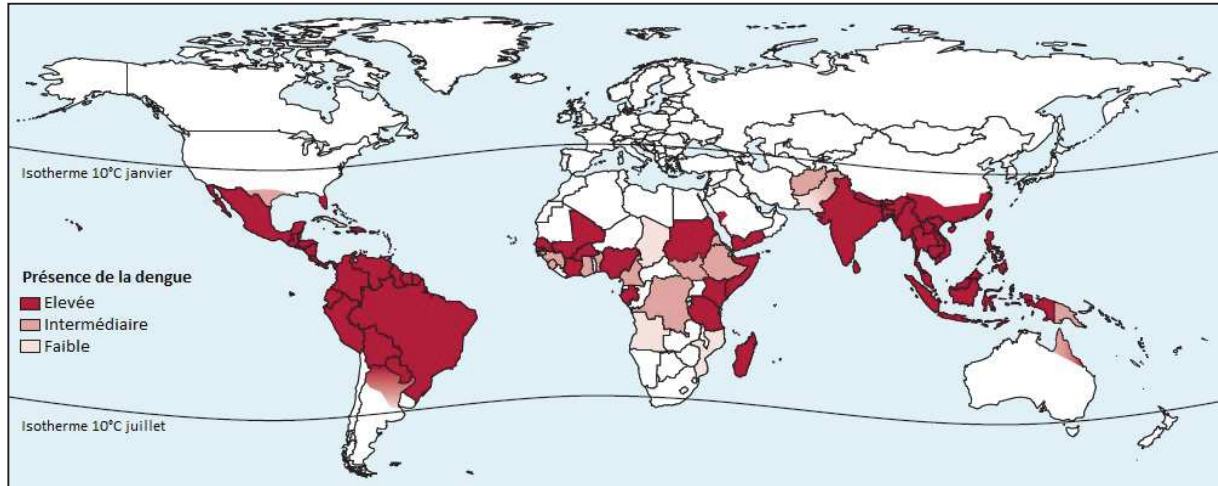 Isotherme 10°C janvier
Présence de la dengue
Elevée
Intermédiaire
Faible
Isotherme 10°C juillet